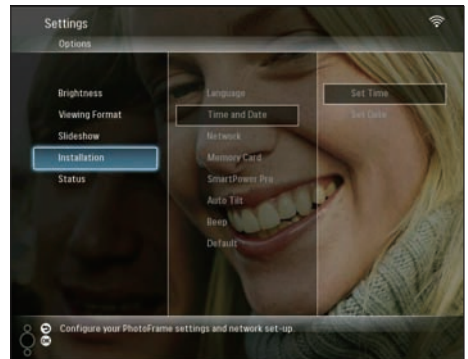 Settings
Options
Brightness
Viewing Format
Slideshow
Installation
Status
Language
Time and Date
Network
Memory Card
SmartPower Pro
Auto Tilt
Beep
Default
Set Time
Set Date
Configure your PhotoFrame settings and network set-up.
OK